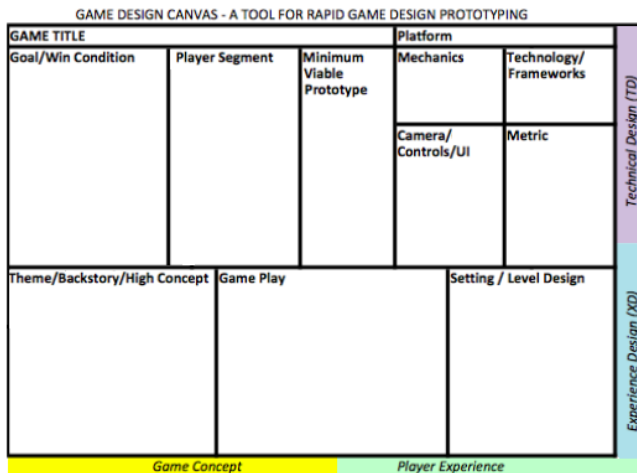 GAME DESIGN CANVAS - A TOOL FOR RAPID GAME DESIGN PROTOTYPING
GAME TITLE
Platform
Goal/Win Condition
Player Segment
Minimum
Viable
Prototype
Mechanics
Technology/
Frameworks
Camera/
Controls/UI
Metric
Technical Design (TD)
Theme/Backstory/High Concept
Game Play
Setting / Level Design
Experience Design (XD)
Game Concept
Player Experience